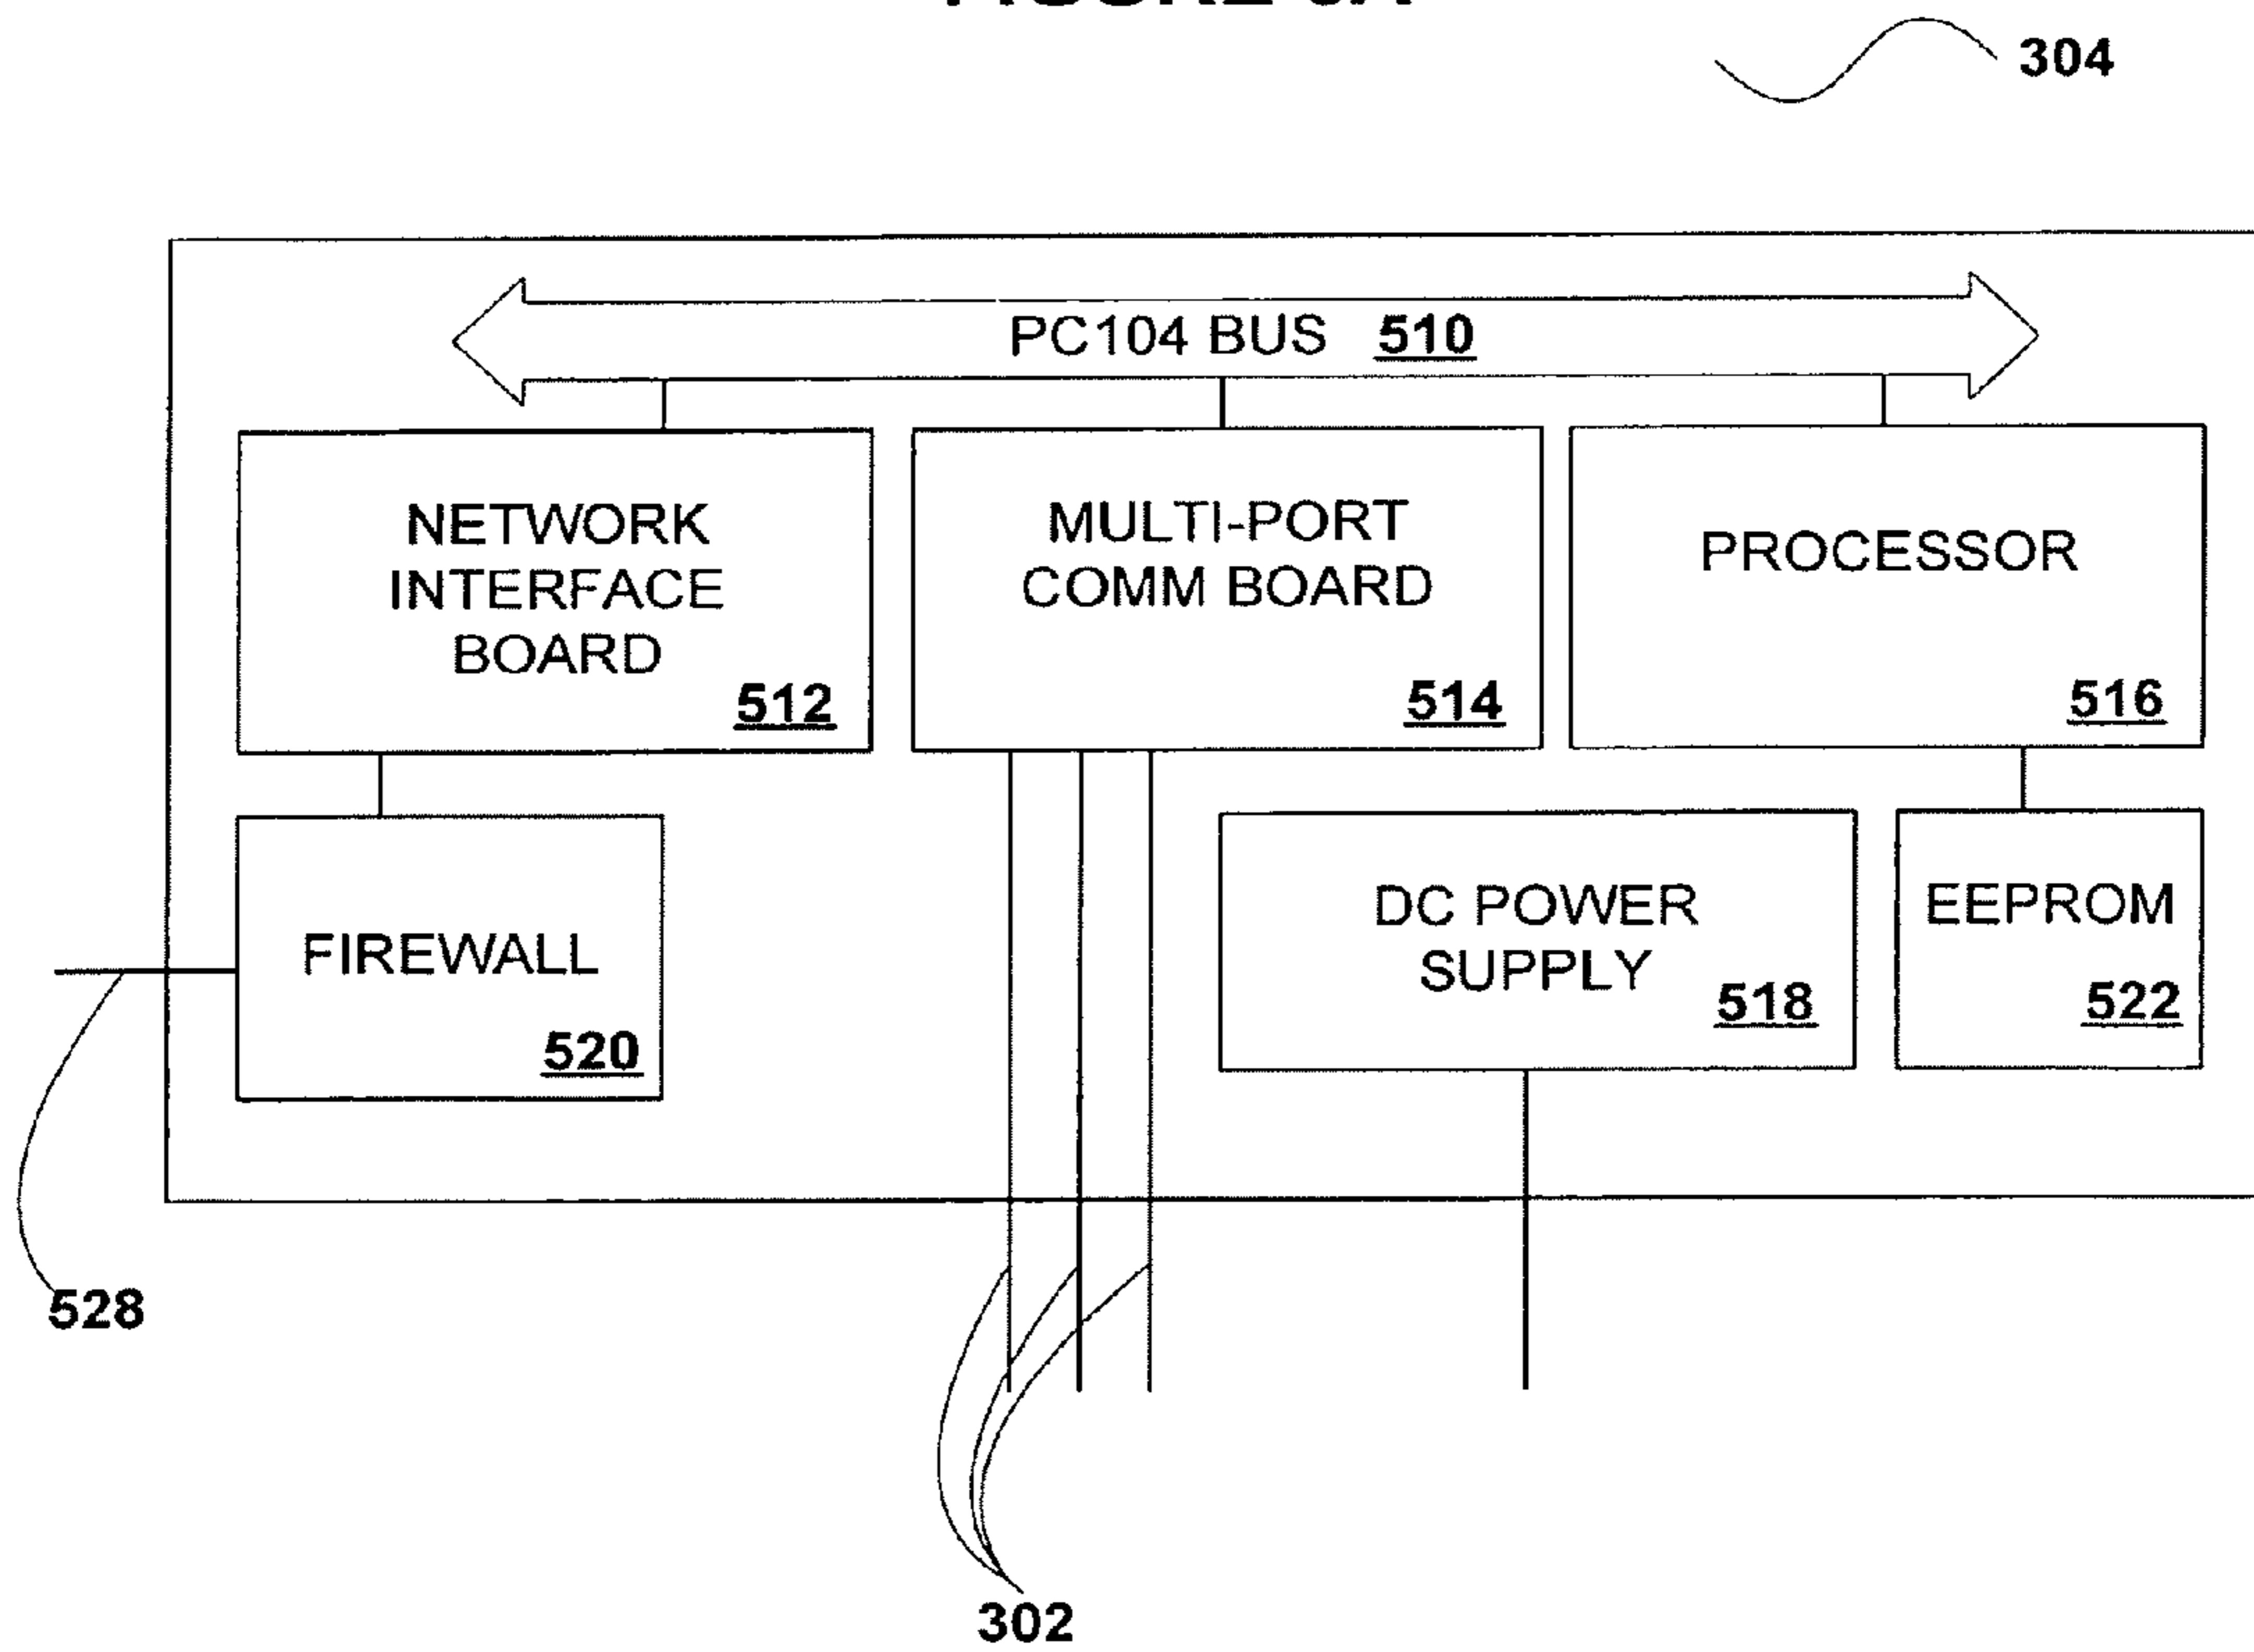 304
PC104 BUS 510
NETWORK
INTERFACE
BOARD
512
MULTI-PORT
COMM BOARD
514
PROCESSOR
516
FIREWALL
520
DC POWER
SUPPLY
518
EEPROM
522
528
302